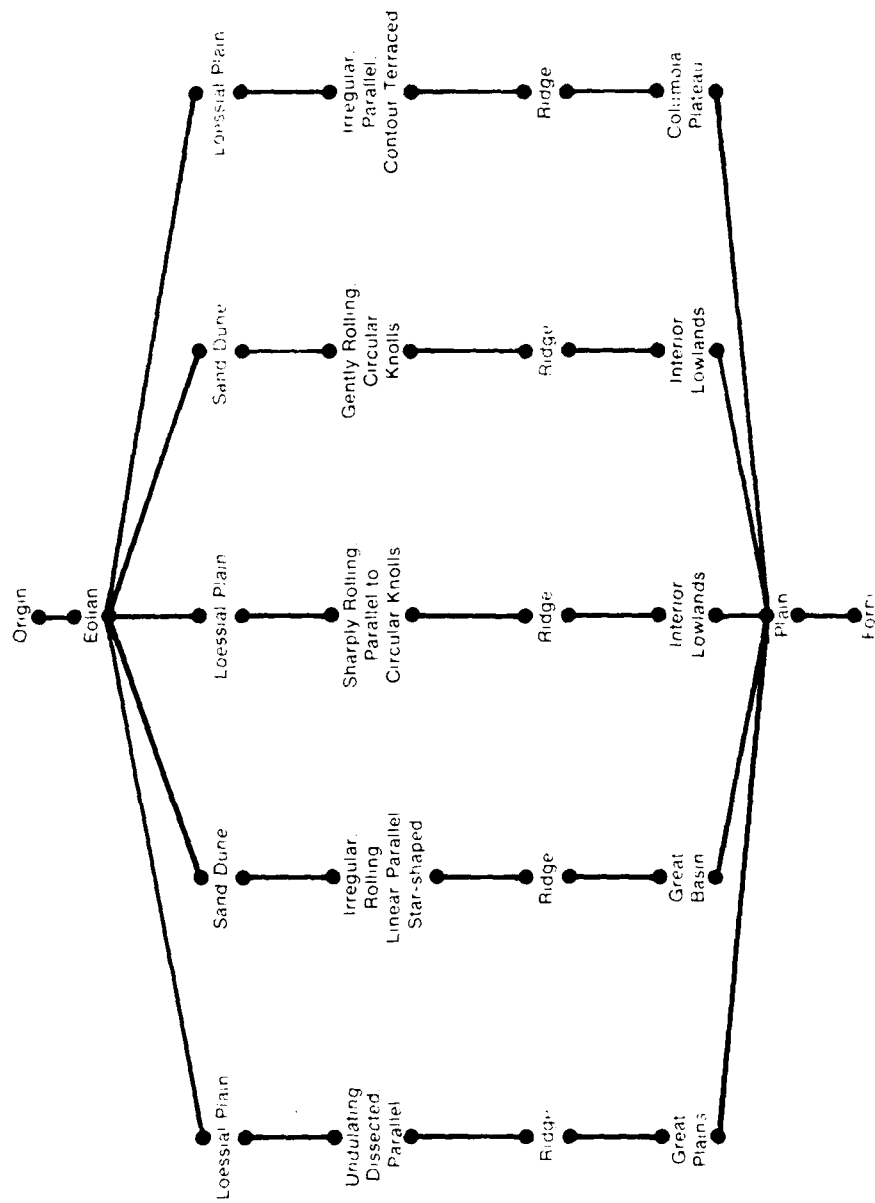 Origin
Eolian
Loessial Plain
Sand Dune
Loessial Plain
Sand Dune
Loessial Plain
Undulating
Dissected,
Parallel
Irregular,
Rolling
Linear Parallel
Star-shaped
Sharply Rolling,
Parallel to
Circular Knolls
Gently Rolling,
Circular
Knolls
Irregular,
Parallel,
Contour Terraced
Ridge
Ridge
Ridge
Ridge
Ridge
Great
Plains
Great
Basin
Interior
Lowlands
Interior
Lowlands
Columbia
Plateau
Plain
Form